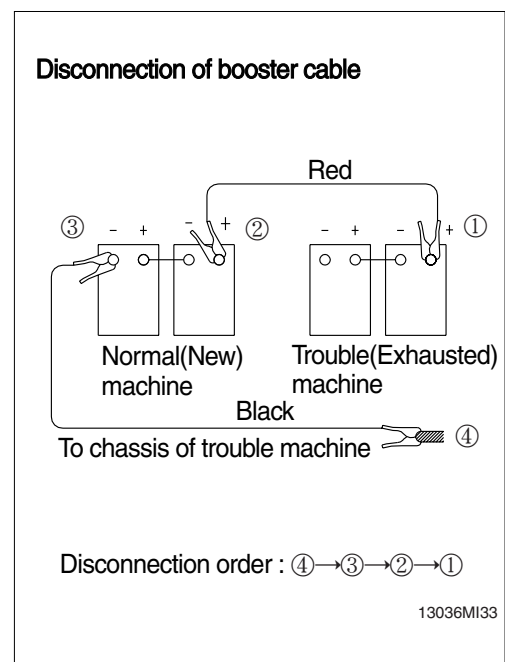 Disconnection of booster cable
Red
③ - + - + ② - + - + ①
Normal(New)
machine
Trouble(Exhausted)
machine
Black
To chassis of trouble machine ④
Disconnection order : ④→③→②→①
13036MI33